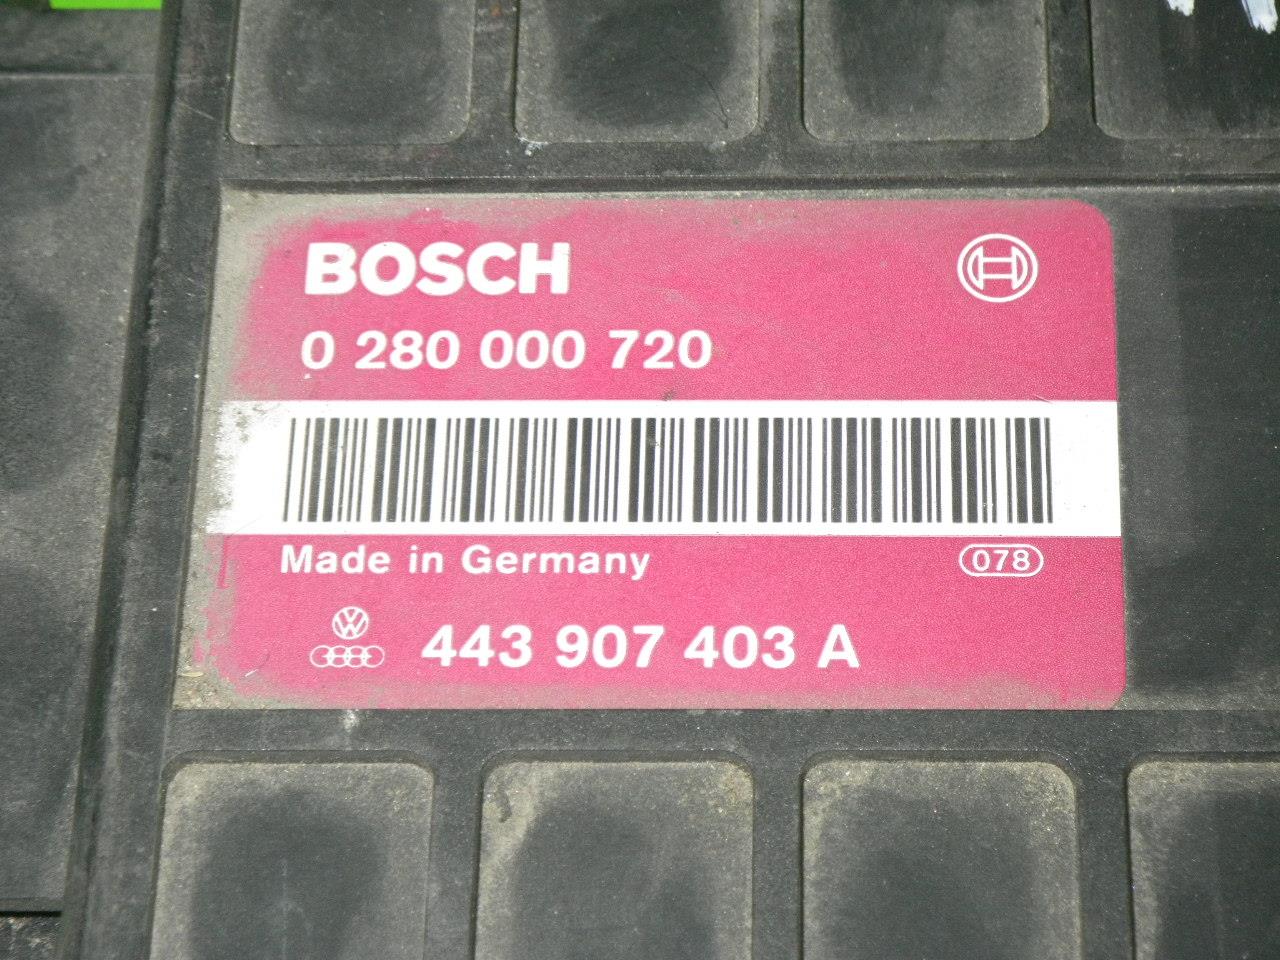 BOSCH
0 280 000 720
Made in Germany
078
443 907 403 A